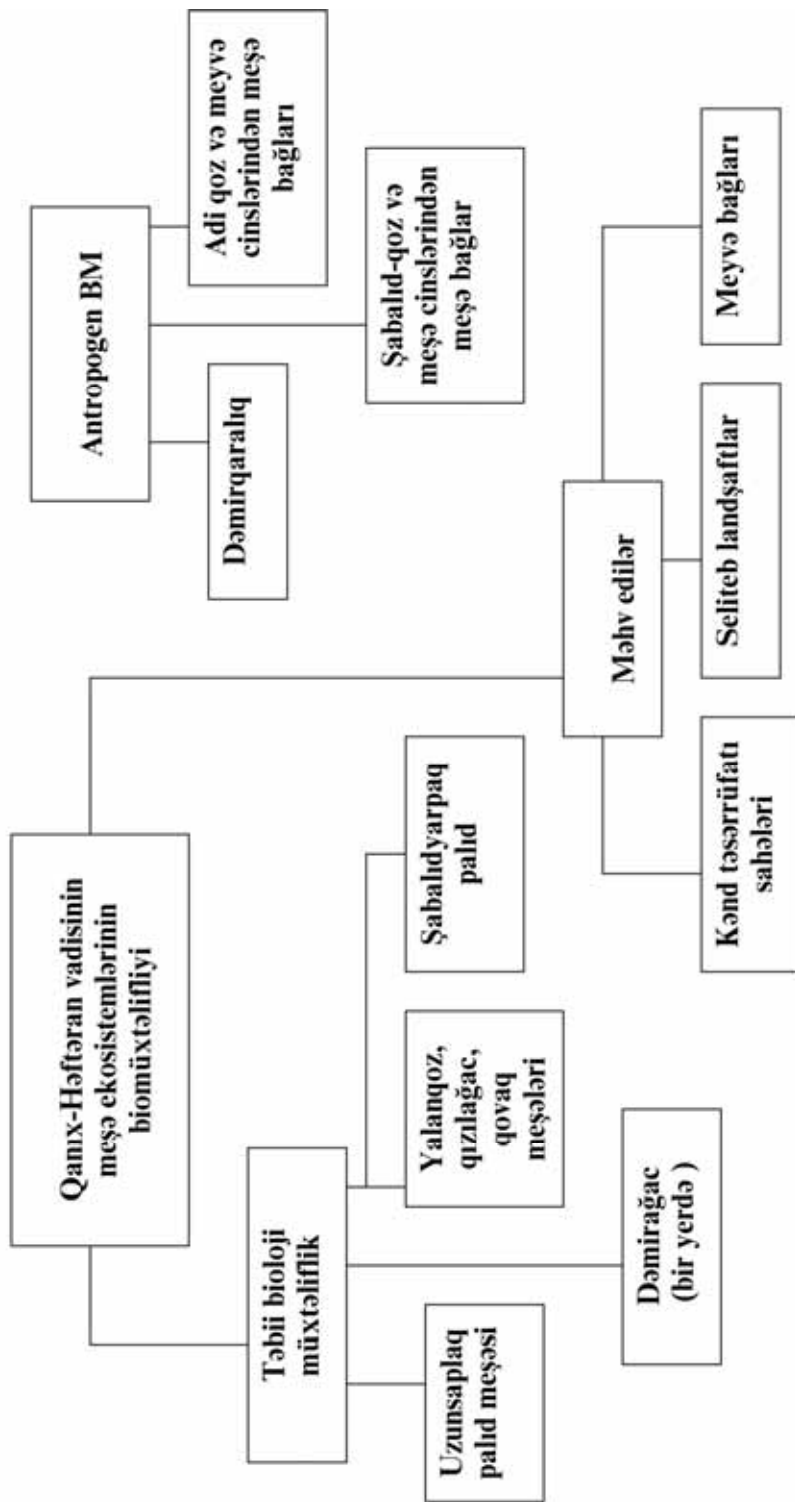 Qanıx-Həftəran vadisinin
meşə ekosistemlərinin
biomüxtəlifliyi
Antropogen BM
Təbii bioloji
müxtəliflik
Dəmirqaralıq
Adi qoz və meyvə
cinslərindən meşə
bağları
Uzunsaplaq
palıd meşəsi
Yalanqoz,
qızılağac,
qovaq
meşələri
Şabalıdyarpaq
palıd
Şabalıd-qoz və
meşə cinslərindən
meşə bağlar
Məhv edilər
Dəmirağac
(bir yerdə )
Kənd təsərrüfatı
sahələri
Seliteb landşaftlar
Meyvə bağları